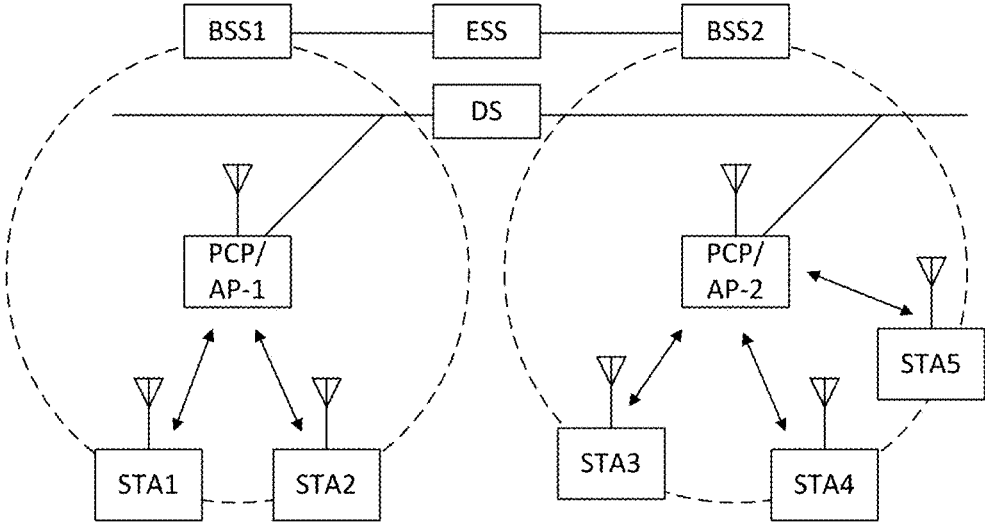 BSS1
ESS
BSS2
DS
PCP/
AP-1
PCP/
AP-2
STA5
STA1
STA2
STA3
STA4